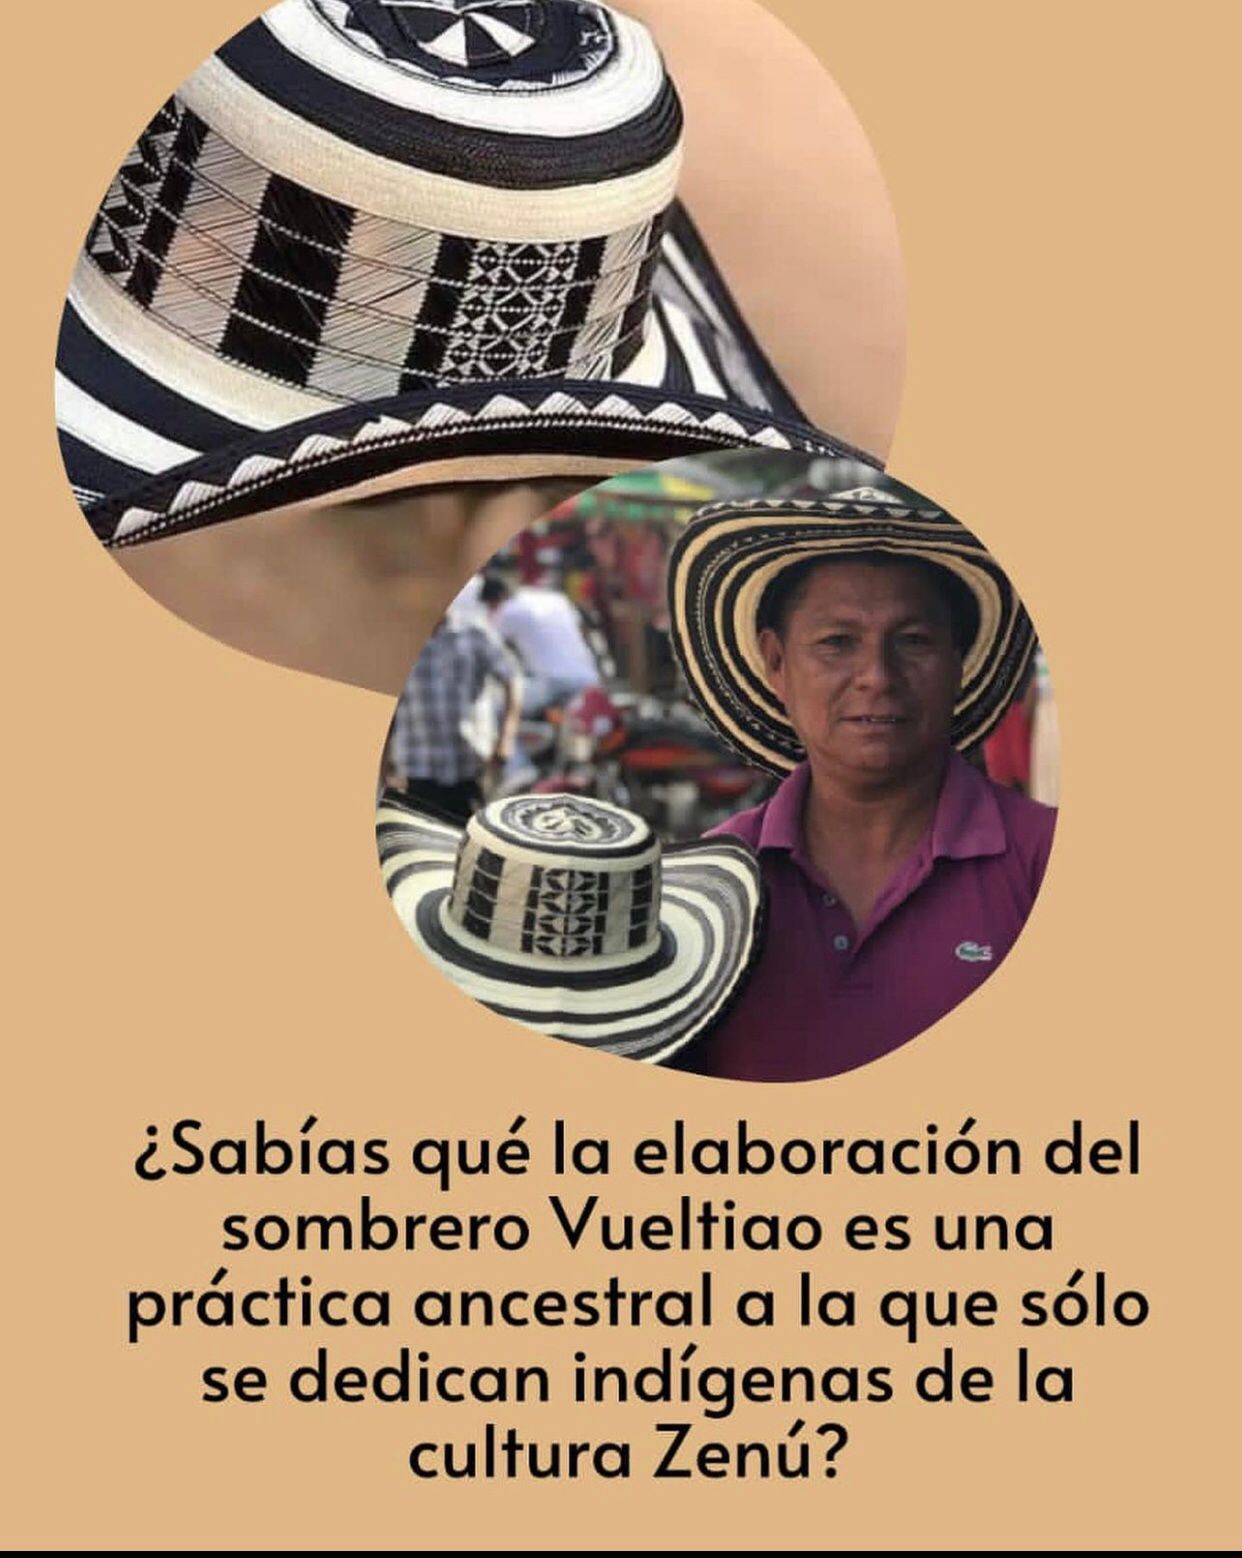 ¿Sabías qué la elaboración del
sombrero Vueltiao es una
práctica ancestral a la que sólo
se dedican indígenas de la
cultura Zenú?